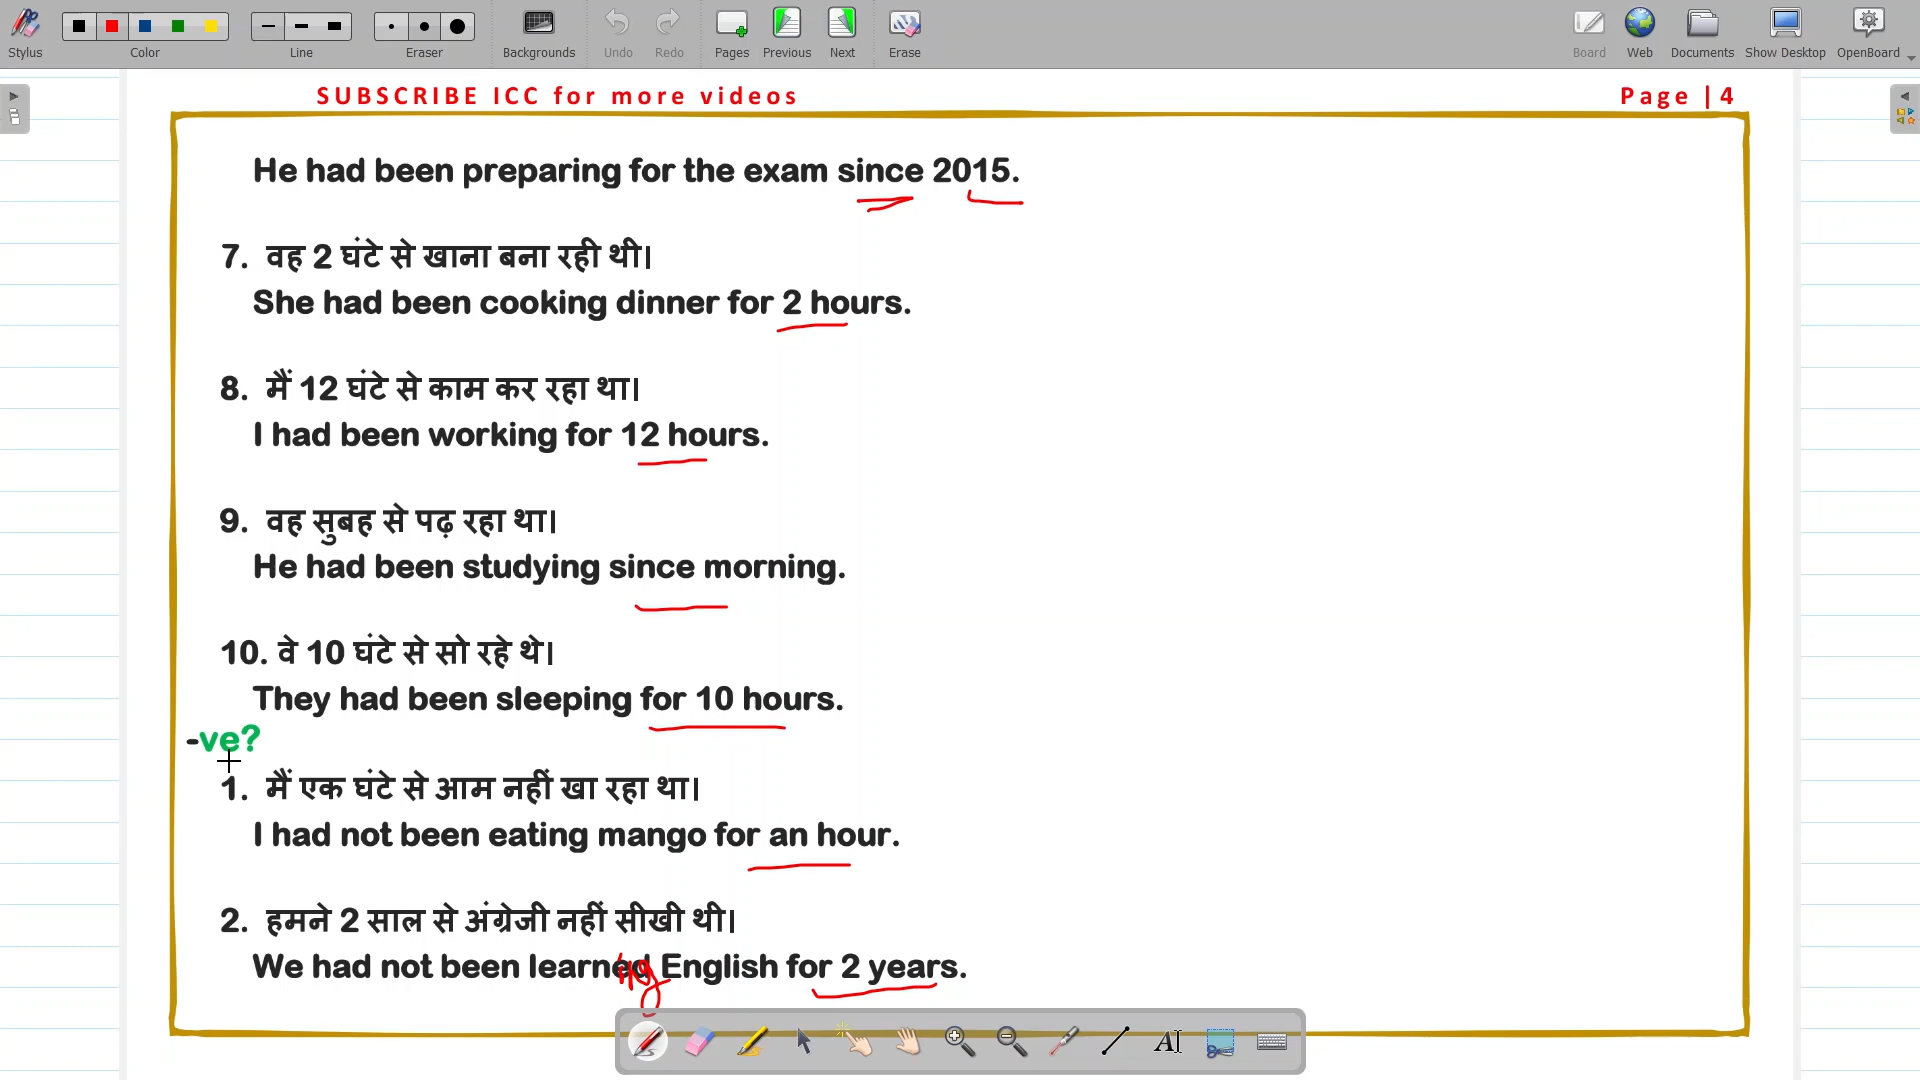 Stylus Color Line Eraser Backgrounds Undo Redo Pages Previous Next Erase Board Web Documents Show Desktop OpenBoard
SUBSCRIBE ICC for more videos Page |4
He had been preparing for the exam since 2015.
7. वह 2 घंटे से खाना बना रही थी।
She had been cooking dinner for 2 hours.
8. मैं 12 घंटे से काम कर रहा था।
I had been working for 12 hours.
9. वह सुबह से पढ़ रहा था।
He had been studying since morning.
10. वे 10 घंटे से सो रहे थे।
They had been sleeping for 10 hours.
-ve?
1. मैं एक घंटे से आम नहीं खा रहा था।
I had not been eating mango for an hour.
2. हमने 2 साल से अंग्रेजी नहीं सीखी थी।
We had not been learned English for 2 years.
ing